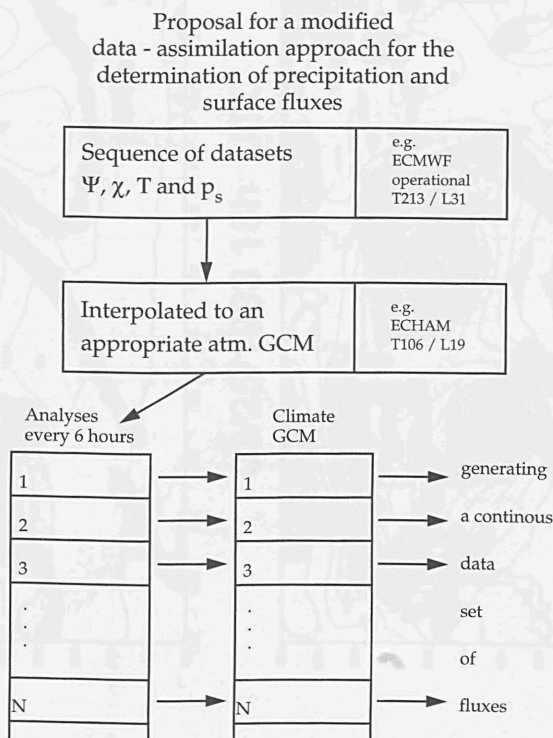 Proposal for a modified
data - assimilation approach for the
determination of precipitation and
surface fluxes
Sequence of datasets
Ψ, χ, T and pₛ
e.g.
ECMWF
operational
T213 / L31
Interpolated to an
appropriate atm. GCM
e.g.
ECHAM
T106 / L19
Analyses
every 6 hours
Climate
GCM
1
1
generating
2
2
a continous
3
3
data
.
.
.
.
.
.
set
of
N
N
fluxes